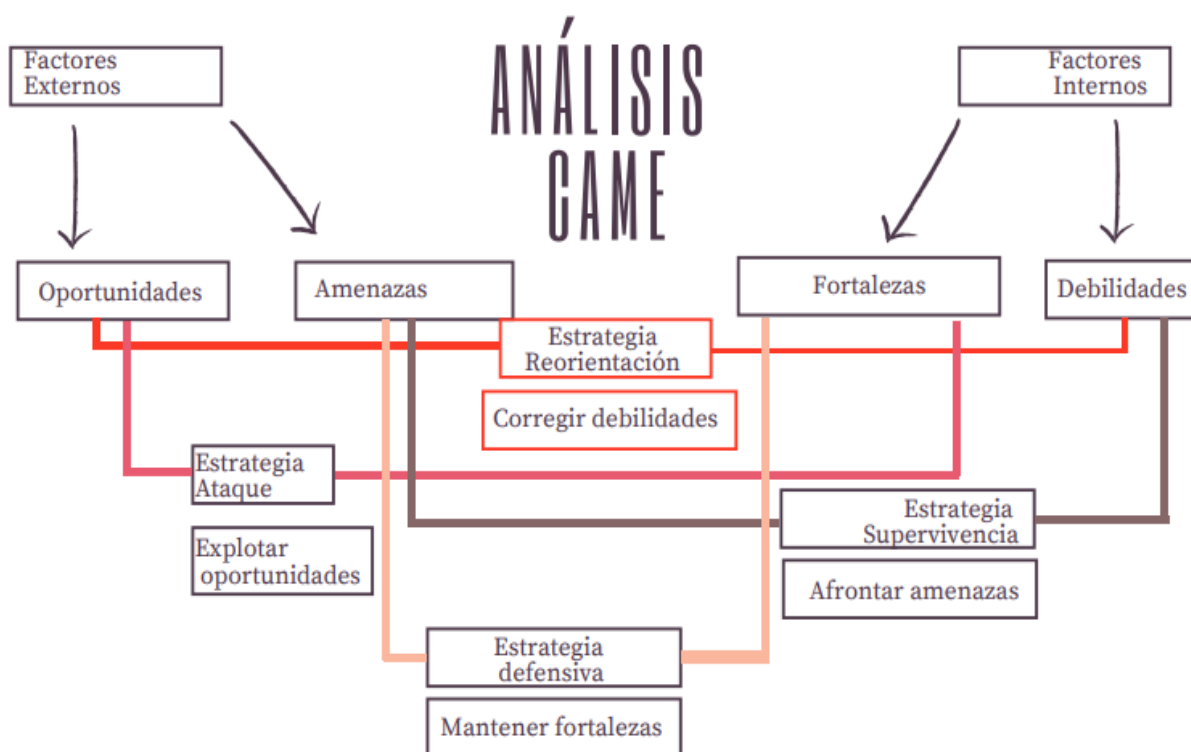 ANÁLISIS
CAME
Factores
Externos
Factores
Internos
Oportunidades
Amenazas
Fortalezas
Debilidades
Estrategia
Reorientación
Corregir debilidades
Estrategia
Ataque
Explotar
oportunidades
Estrategia
Supervivencia
Afrontar amenazas
Estrategia
defensiva
Mantener fortalezas